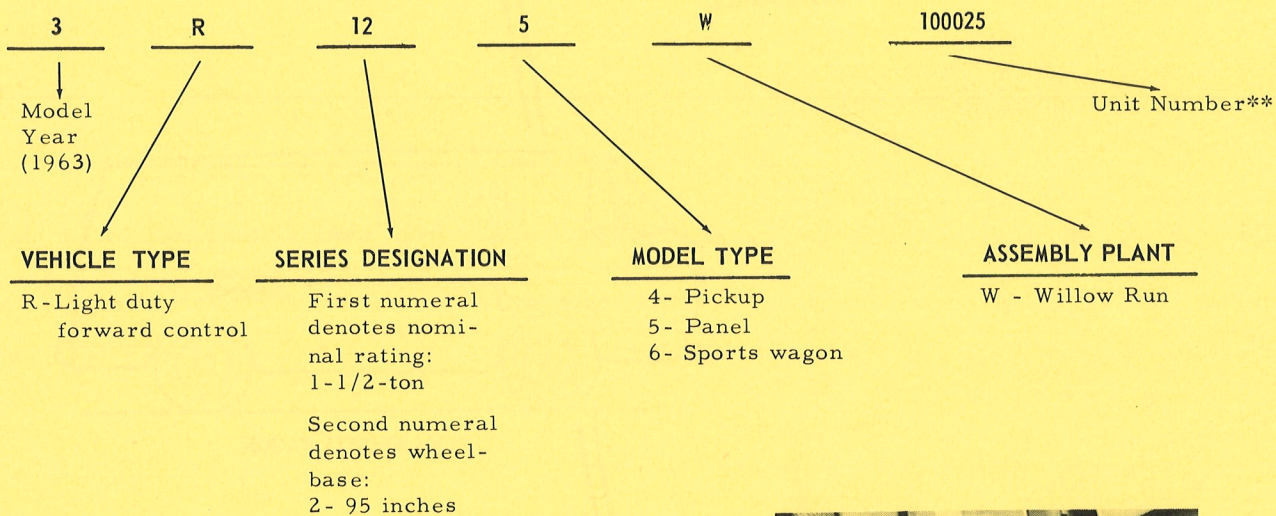 3 R 12 5 W 100025
Model
Year
(1963)
Unit Number**
VEHICLE TYPE
R-Light duty
forward control
SERIES DESIGNATION
First numeral
denotes nomi-
nal rating:
1-1/2-ton
Second numeral
denotes wheel-
base:
2- 95 inches
MODEL TYPE
4- Pickup
5- Panel
6- Sports wagon
ASSEMBLY PLANT
W - Willow Run